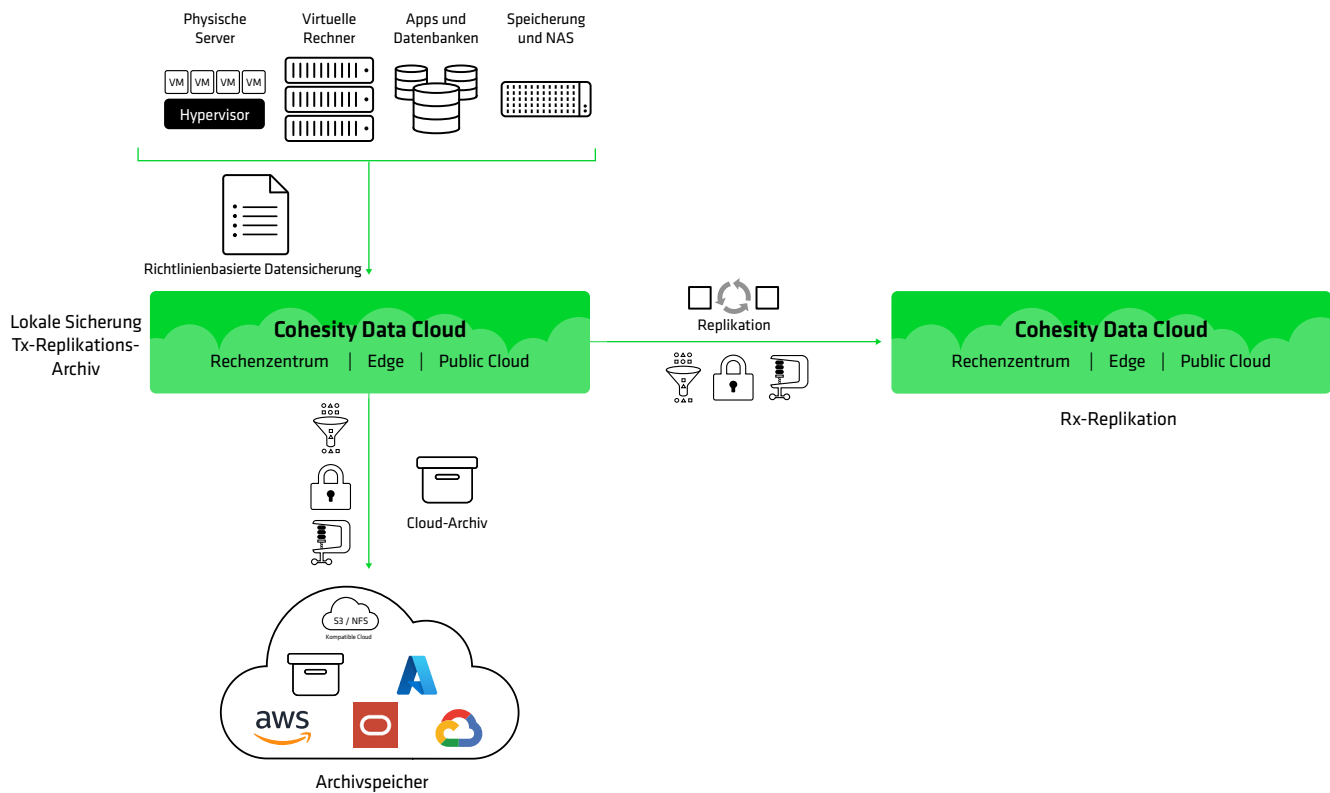 Physische
Server
Virtuelle
Rechner
Apps und
Datenbanken
Speicherung
und NAS
VM VM VM VM
Hypervisor
Richtlinienbasierte Datensicherung
Lokale Sicherung
Tx-Replikations-
Archiv
Cohesity Data Cloud
Rechenzentrum | Edge | Public Cloud
Replikation
Cohesity Data Cloud
Rechenzentrum | Edge | Public Cloud
Rx-Replikation
Cloud-Archiv
S3 / NFS
Kompatible Cloud
aws
Archivspeicher